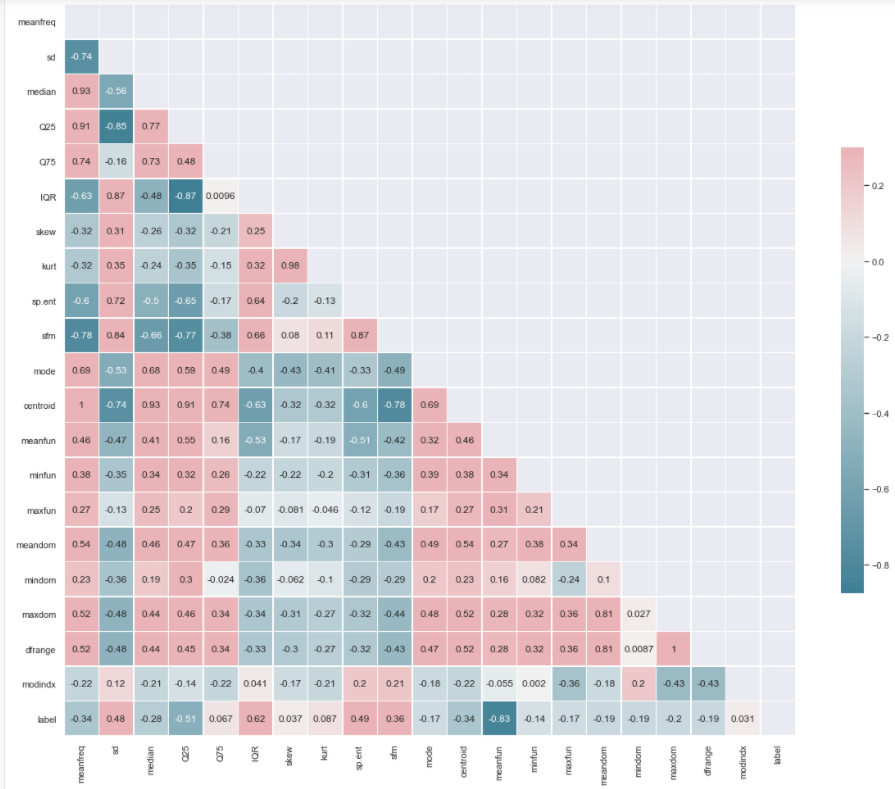 meanfreq
sd -0.74
median 0.93 -0.56
Q25 0.91 -0.85 0.77
Q75 0.74 -0.16 0.73 0.48
IQR -0.63 0.87 -0.48 -0.87 0.0096
skew -0.32 0.31 -0.26 -0.32 -0.21 0.25
kurt -0.32 0.35 -0.24 -0.35 -0.15 0.32 0.98
sp.ent -0.6 0.72 -0.5 -0.65 -0.17 0.64 -0.2 -0.13
sfm -0.78 0.84 -0.66 -0.77 -0.38 0.66 0.08 0.11 0.87
mode 0.69 -0.53 0.68 0.59 0.49 -0.4 -0.43 -0.41 -0.33 -0.49
centroid 1 -0.74 0.93 0.91 0.74 -0.63 -0.32 -0.32 -0.6 -0.78 0.69
meanfun 0.46 -0.47 0.41 0.55 0.16 -0.53 -0.17 -0.19 -0.51 -0.42 0.32 0.46
minfun 0.38 -0.35 0.34 0.32 0.26 -0.22 -0.22 -0.2 -0.31 -0.36 0.39 0.38 0.34
maxfun 0.27 -0.13 0.25 0.2 0.29 -0.07 -0.081 -0.046 -0.12 -0.19 0.17 0.27 0.31 0.21
meandom 0.54 -0.48 0.46 0.47 0.36 -0.33 -0.34 -0.3 -0.29 -0.43 0.49 0.54 0.27 0.38 0.34
mindom 0.23 -0.36 0.19 0.3 -0.024 -0.36 -0.062 -0.1 -0.29 -0.29 0.2 0.23 0.16 0.082 -0.24 0.1
maxdom 0.52 -0.48 0.44 0.46 0.34 -0.34 -0.31 -0.27 -0.32 -0.44 0.48 0.52 0.28 0.32 0.36 0.81 0.027
dfrange 0.52 -0.48 0.44 0.45 0.34 -0.33 -0.3 -0.27 -0.32 -0.43 0.47 0.52 0.28 0.32 0.36 0.81 0.0087 1
modindx -0.22 0.12 -0.21 -0.14 -0.22 0.041 -0.17 -0.21 0.2 0.21 -0.18 -0.22 -0.055 0.002 -0.36 -0.18 0.2 -0.43 -0.43
label -0.34 0.48 -0.28 -0.51 0.067 0.62 0.037 0.087 0.49 0.36 -0.17 -0.34 -0.83 -0.14 -0.17 -0.19 -0.19 -0.2 -0.19 0.031
meanfreq sd median Q25 Q75 IQR skew kurt sp.ent sfm mode centroid meanfun minfun maxfun meandom mindom maxdom dfrange modindx label
0.2
0.0
-0.2
-0.4
-0.6
-0.8